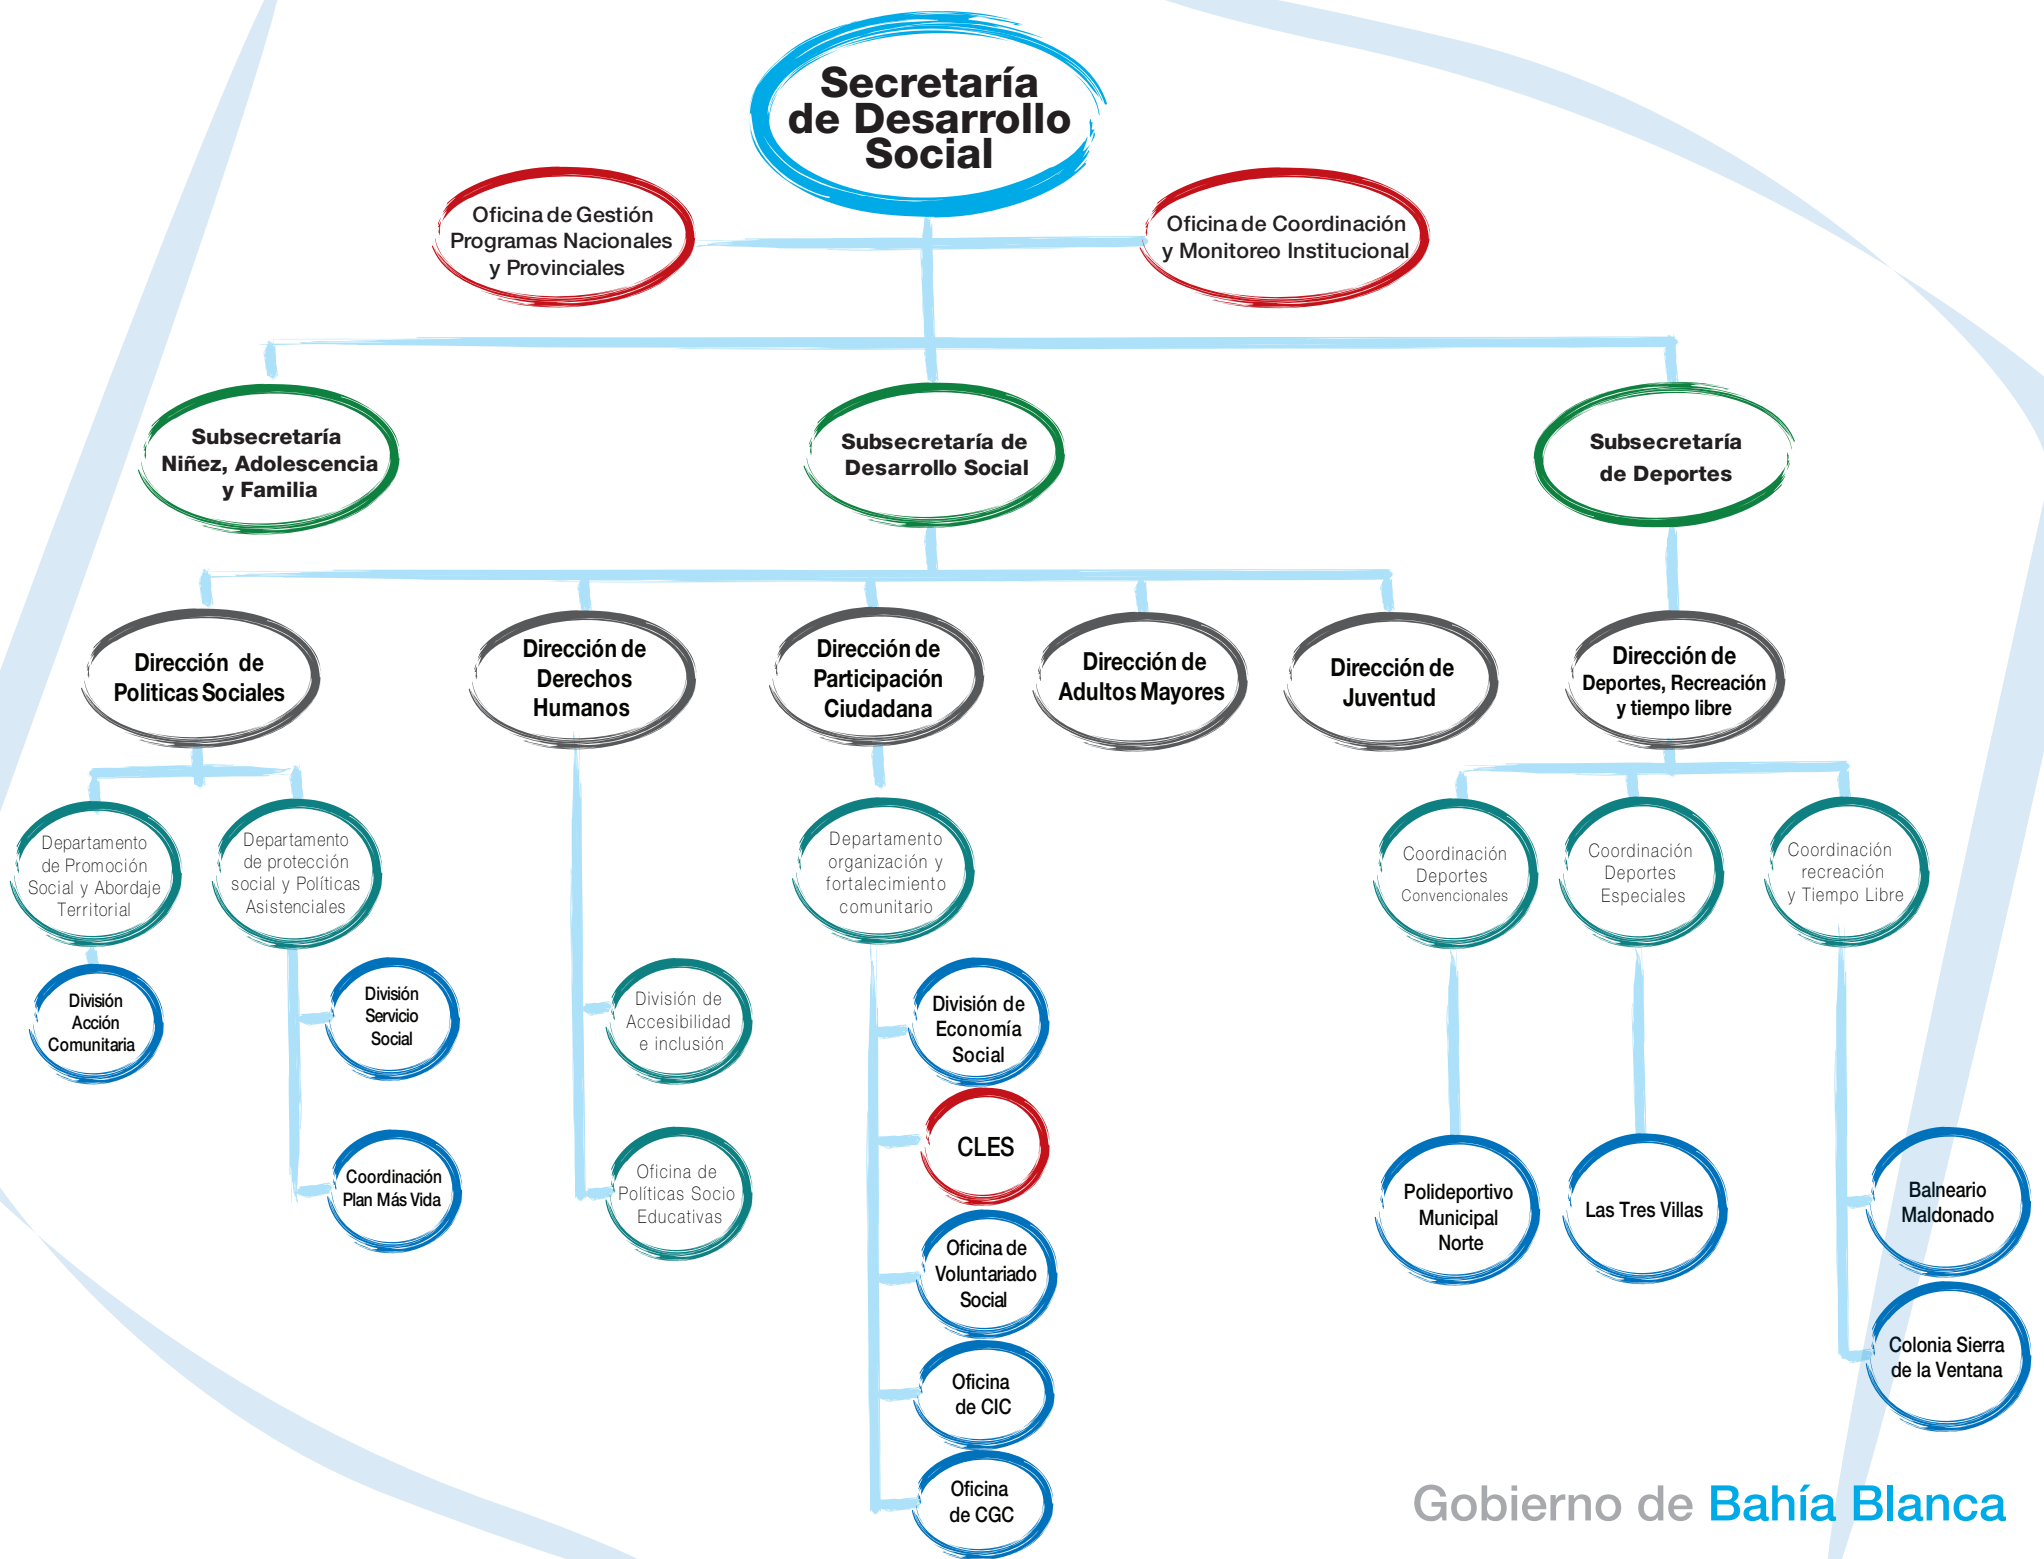 Secretaría
de Desarrollo
Social
Oficina de Gestión
Programas Nacionales
y Provinciales
Oficina de Coordinación
y Monitoreo Institucional
Subsecretaría
Niñez, Adolescencia
y Familia
Subsecretaría de
Desarrollo Social
Subsecretaría
de Deportes
Dirección de
Politicas Sociales
Dirección de
Derechos
Humanos
Dirección de
Participación
Ciudadana
Dirección de
Adultos Mayores
Dirección de
Juventud
Dirección de
Deportes, Recreación
y tiempo libre
Departamento
de Promoción
Social y Abordaje
Territorial
Departamento
de protección
social y Políticas
Asistenciales
Departamento
organización y
fortalecimiento
comunitario
Coordinación
Deportes
Convencionales
Coordinación
Deportes
Especiales
Coordinación
recreación
y Tiempo Libre
División
Acción
Comunitaria
División
Servicio
Social
División de
Accesibilidad
e inclusión
División de
Economía
Social
CLES
Coordinación
Plan Más Vida
Oficina de
Políticas Socio
Educativas
Polideportivo
Municipal
Norte
Las Tres Villas
Balneario
Maldonado
Oficina de
Voluntariado
Social
Colonia Sierra
de la Ventana
Oficina
de CIC
Oficina
de CGC
Gobierno de Bahía Blanca